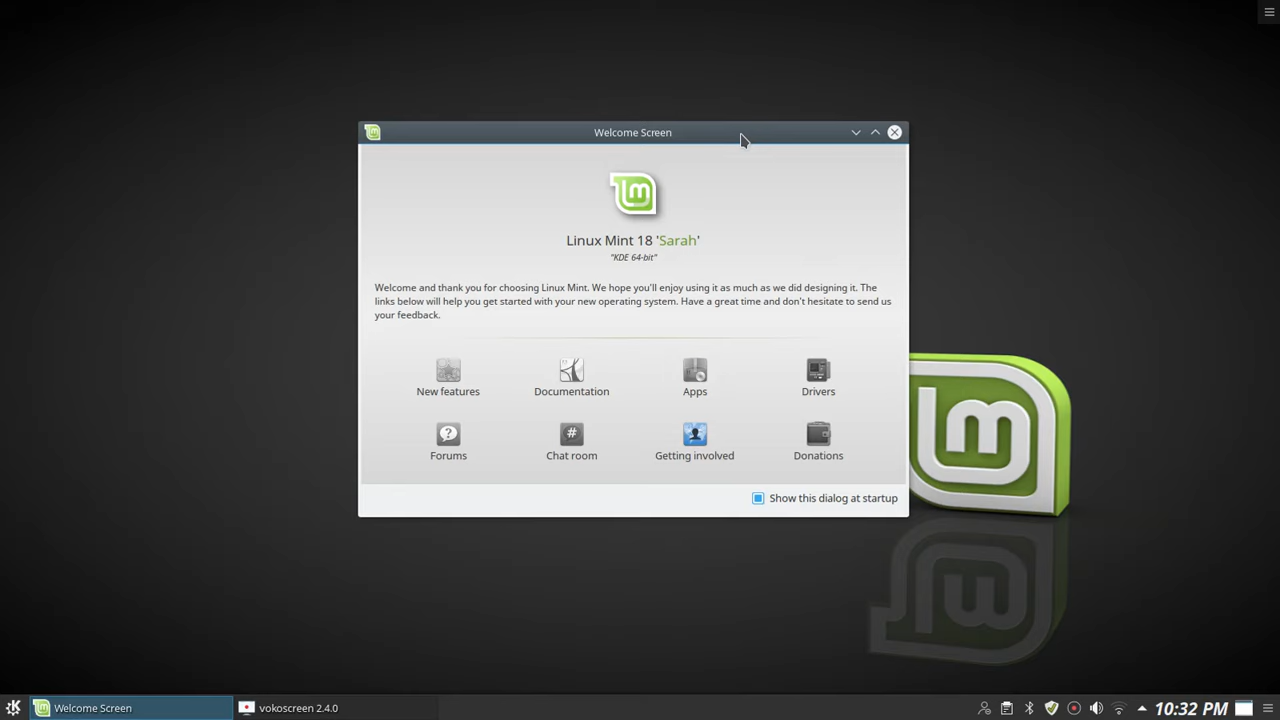 Welcome Screen
Linux Mint 18 'Sarah'
"KDE 64-bit"
Welcome and thank you for choosing Linux Mint. We hope you'll enjoy using it as much as we did designing it. The
links below will help you get started with your new operating system. Have a great time and don't hesitate to send us
your feedback.
New features
Documentation
Apps
Drivers
Forums
Chat room
Getting involved
Donations
Show this dialog at startup
Welcome Screen
vokoscreen 2.4.0
10:32 PM